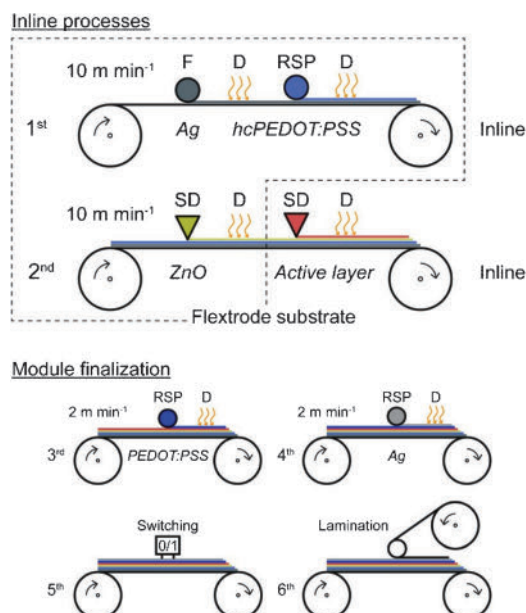 Inline processes
10 m min⁻¹ F D RSP D
1st Ag hcPEDOT:PSS Inline
10 m min⁻¹ SD D SD D
2nd ZnO Active layer Inline
Flextrode substrate
Module finalization
2 m min⁻¹ RSP D
3rd PEDOT:PSS
2 m min⁻¹ RSP D
4th Ag
Switching
0/1
5th
Lamination
6th